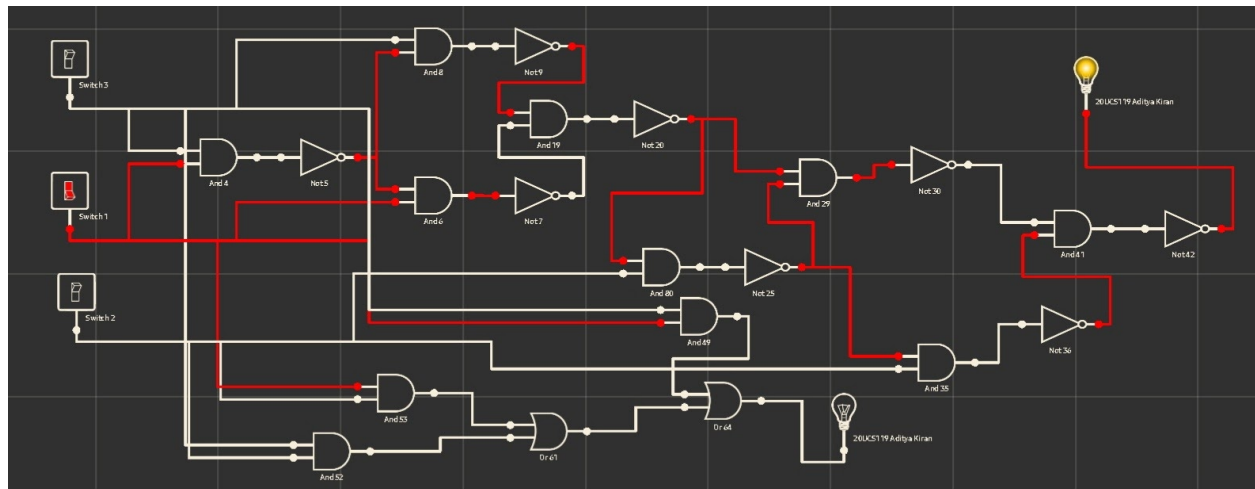 And 8
Not 9
Switch 3
20UCS119 Aditya Kiran
And 19
Not 20
And 4
Not 5
Switch 1
And 6
Not 7
And 29
Not 30
And 41
Not 42
And 80
Not 25
Switch 2
And 49
Not 36
And 35
And 53
Or 64
20UCS119 Aditya Kiran
Or 61
And 52